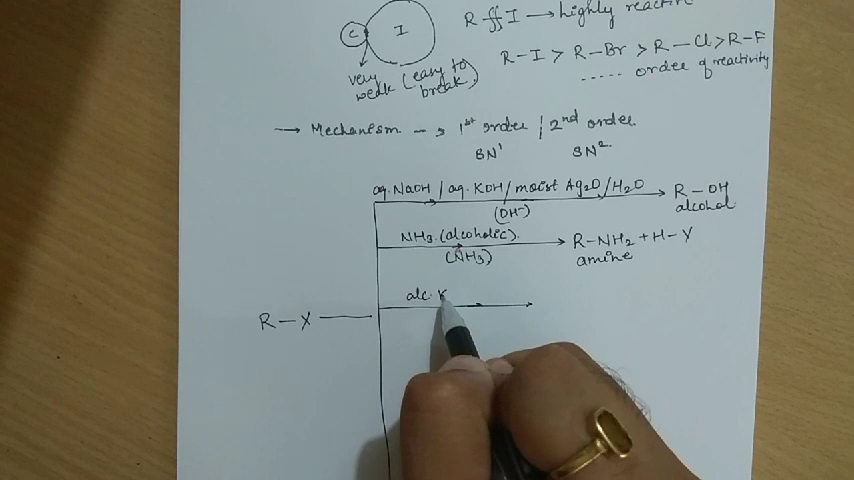 C I R ∬ I → highly reactive
very weak (easy to break)
R-I > R-Br > R-Cl > R-F
..... order of reactivity
→ Mechanism → 1st order / 2nd order
SN1 SN2
aq.NaOH / aq.KOH / moist Ag2O / H2O
(OH-)
R-OH
alcohol
NH3 (alcoholic)
(NH3)
R-NH2 + H-X
amine
alc. K
R-X